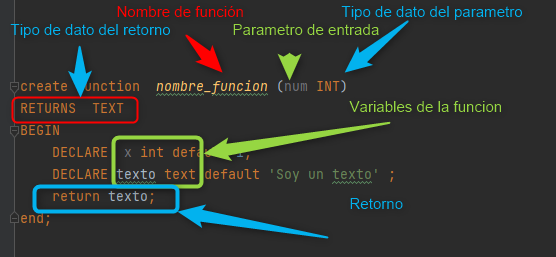 Nombre de función
Tipo de dato del parametro
Tipo de dato del retorno
Parametro de entrada
create function nombre_funcion (num INT)
RETURNS TEXT
Variables de la funcion
BEGIN
DECLARE x int default 1;
DECLARE texto text default 'Soy un texto' ;
return texto;
Retorno
end;